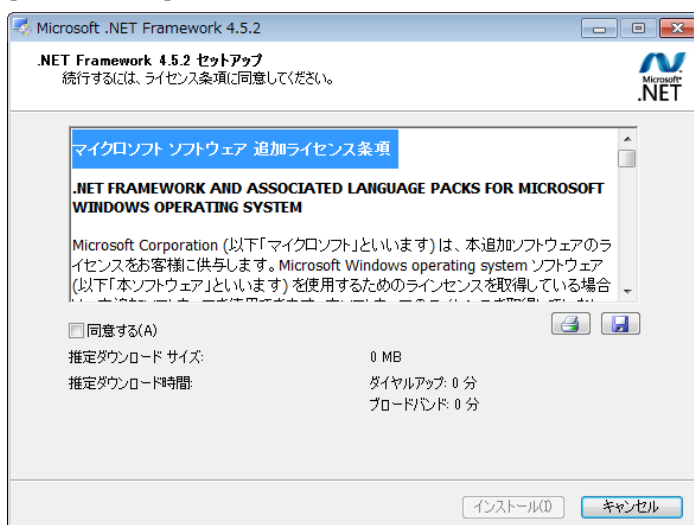 Microsoft .NET Framework 4.5.2
.NET Framework 4.5.2 セットアップ
続行するには、ライセンス条項に同意してください。
Microsoft
.NET
マイクロソフト ソフトウェア 追加ライセンス条項
.NET FRAMEWORK AND ASSOCIATED LANGUAGE PACKS FOR MICROSOFT
WINDOWS OPERATING SYSTEM
Microsoft Corporation (以下「マイクロソフト」といいます) は、本追加ソフトウェアのラ
イセンスをお客様に供与します。Microsoft Windows operating system ソフトウェア
(以下「本ソフトウェア」といいます) を使用するためのラインセンスを取得している場合
同意する(A)
推定ダウンロード サイズ:
0 MB
推定ダウンロード時間:
ダイヤルアップ: 0 分
ブロードバンド: 0 分
インストール(I)
キャンセル